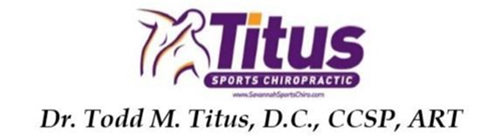 Titus
SPORTS CHIROPRACTIC
www.SavannahSportsChiro.com
Dr. Todd M. Titus, D.C., CCSP, ART